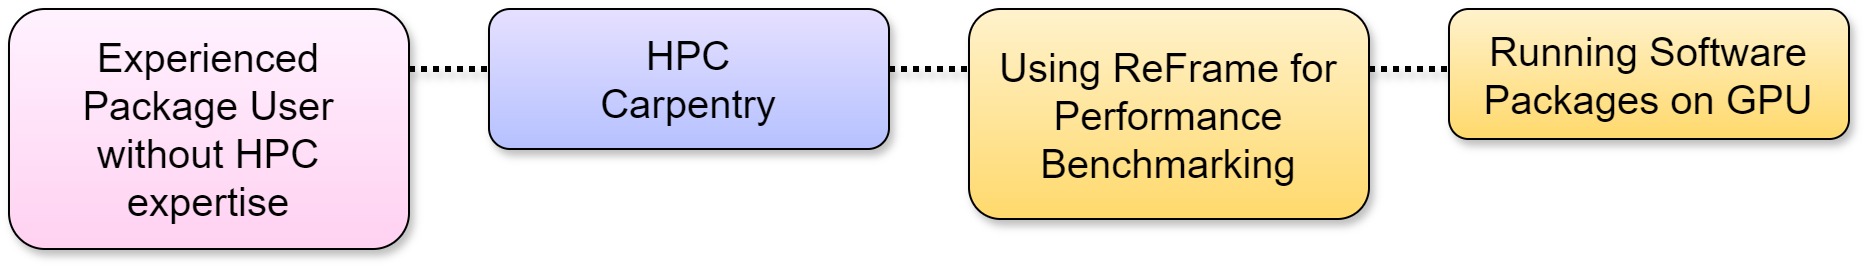 Experienced
Package User
without HPC
expertise
HPC
Carpentry
Using ReFrame for
Performance
Benchmarking
Running Software
Packages on GPU